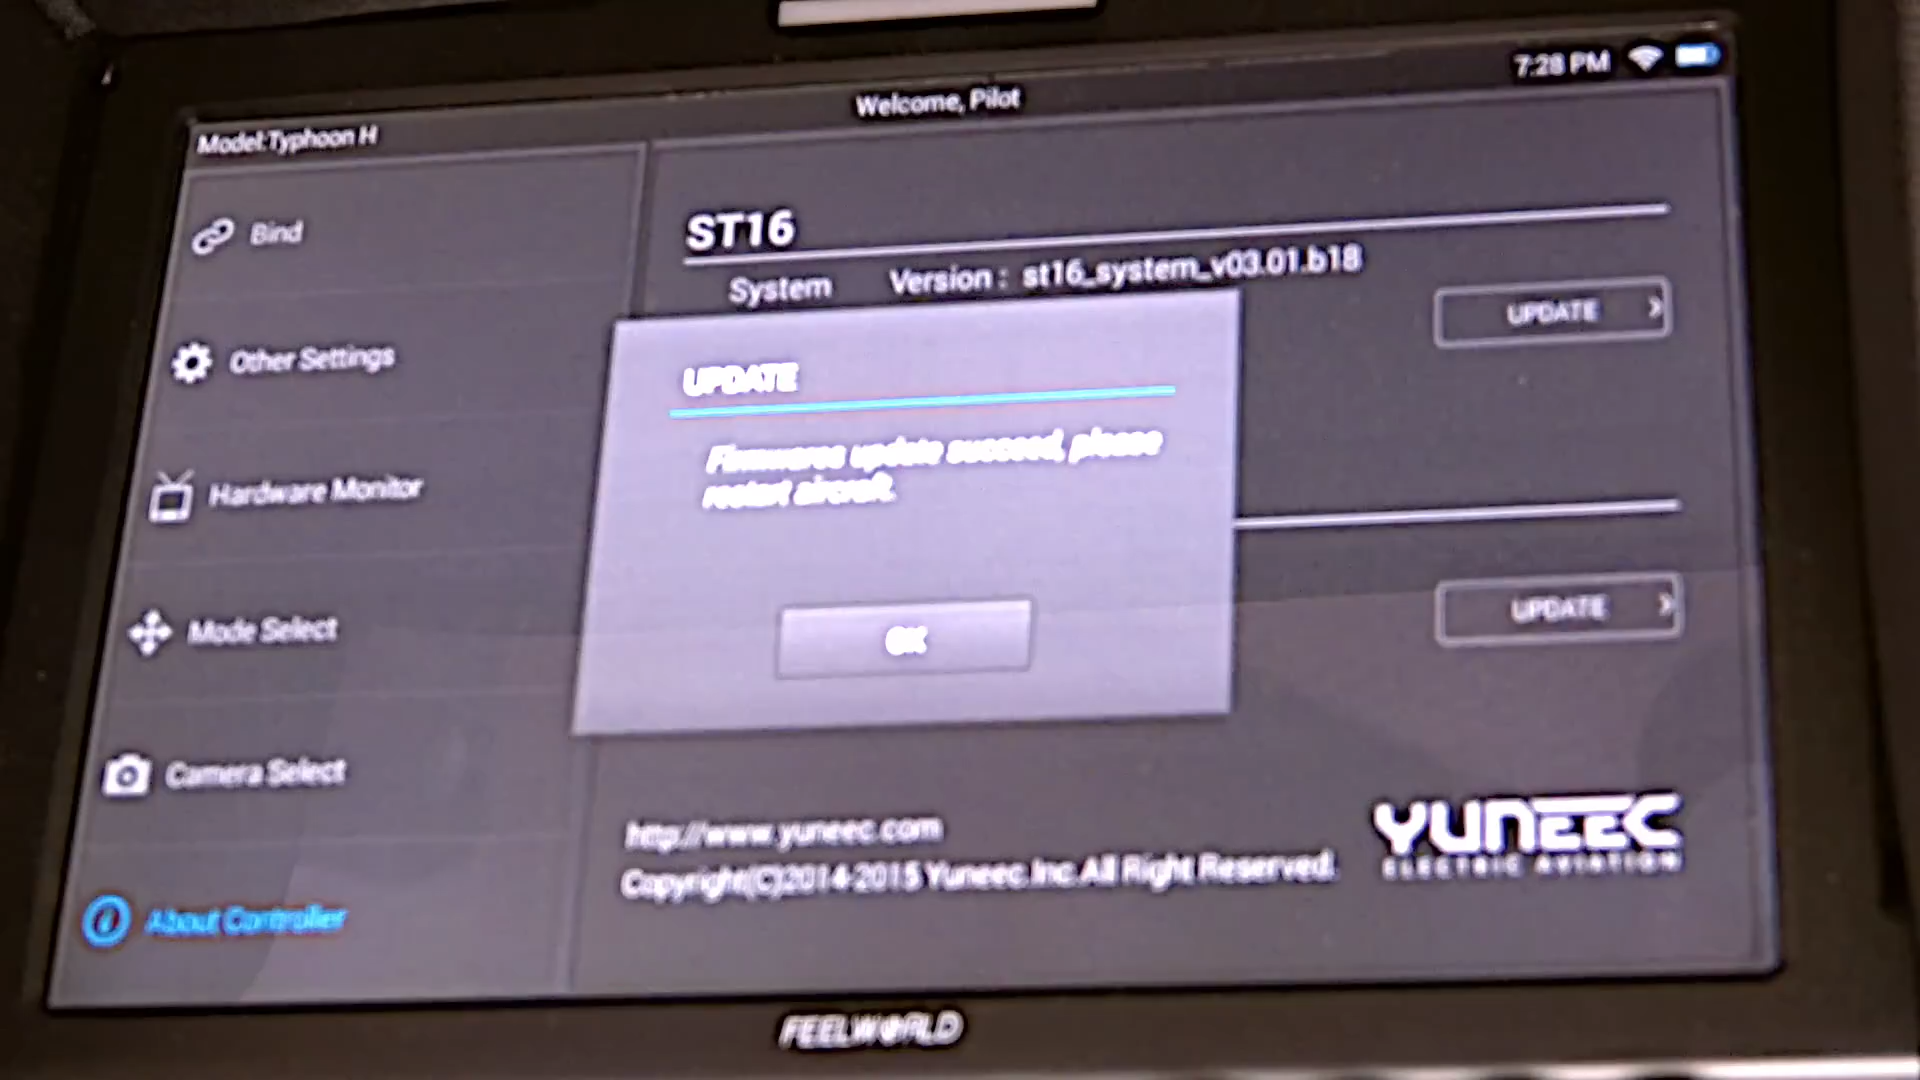 7:28 PM
Welcome, Pilot
Model:Typhoon H
Bind
Other Settings
Hardware Monitor
Mode Select
Camera Select
About Controller
ST16
System Version : st16_system_v03.01.b18
UPDATE
UPDATE
Firmwares update succeed, please
restart aircraft.
OK
UPDATE
http://www.yuneec.com
Copyright(C)2014-2015 Yuneec.Inc.All Right Reserved.
YUNEEC
ELECTRIC AVIATION
FEELWORLD